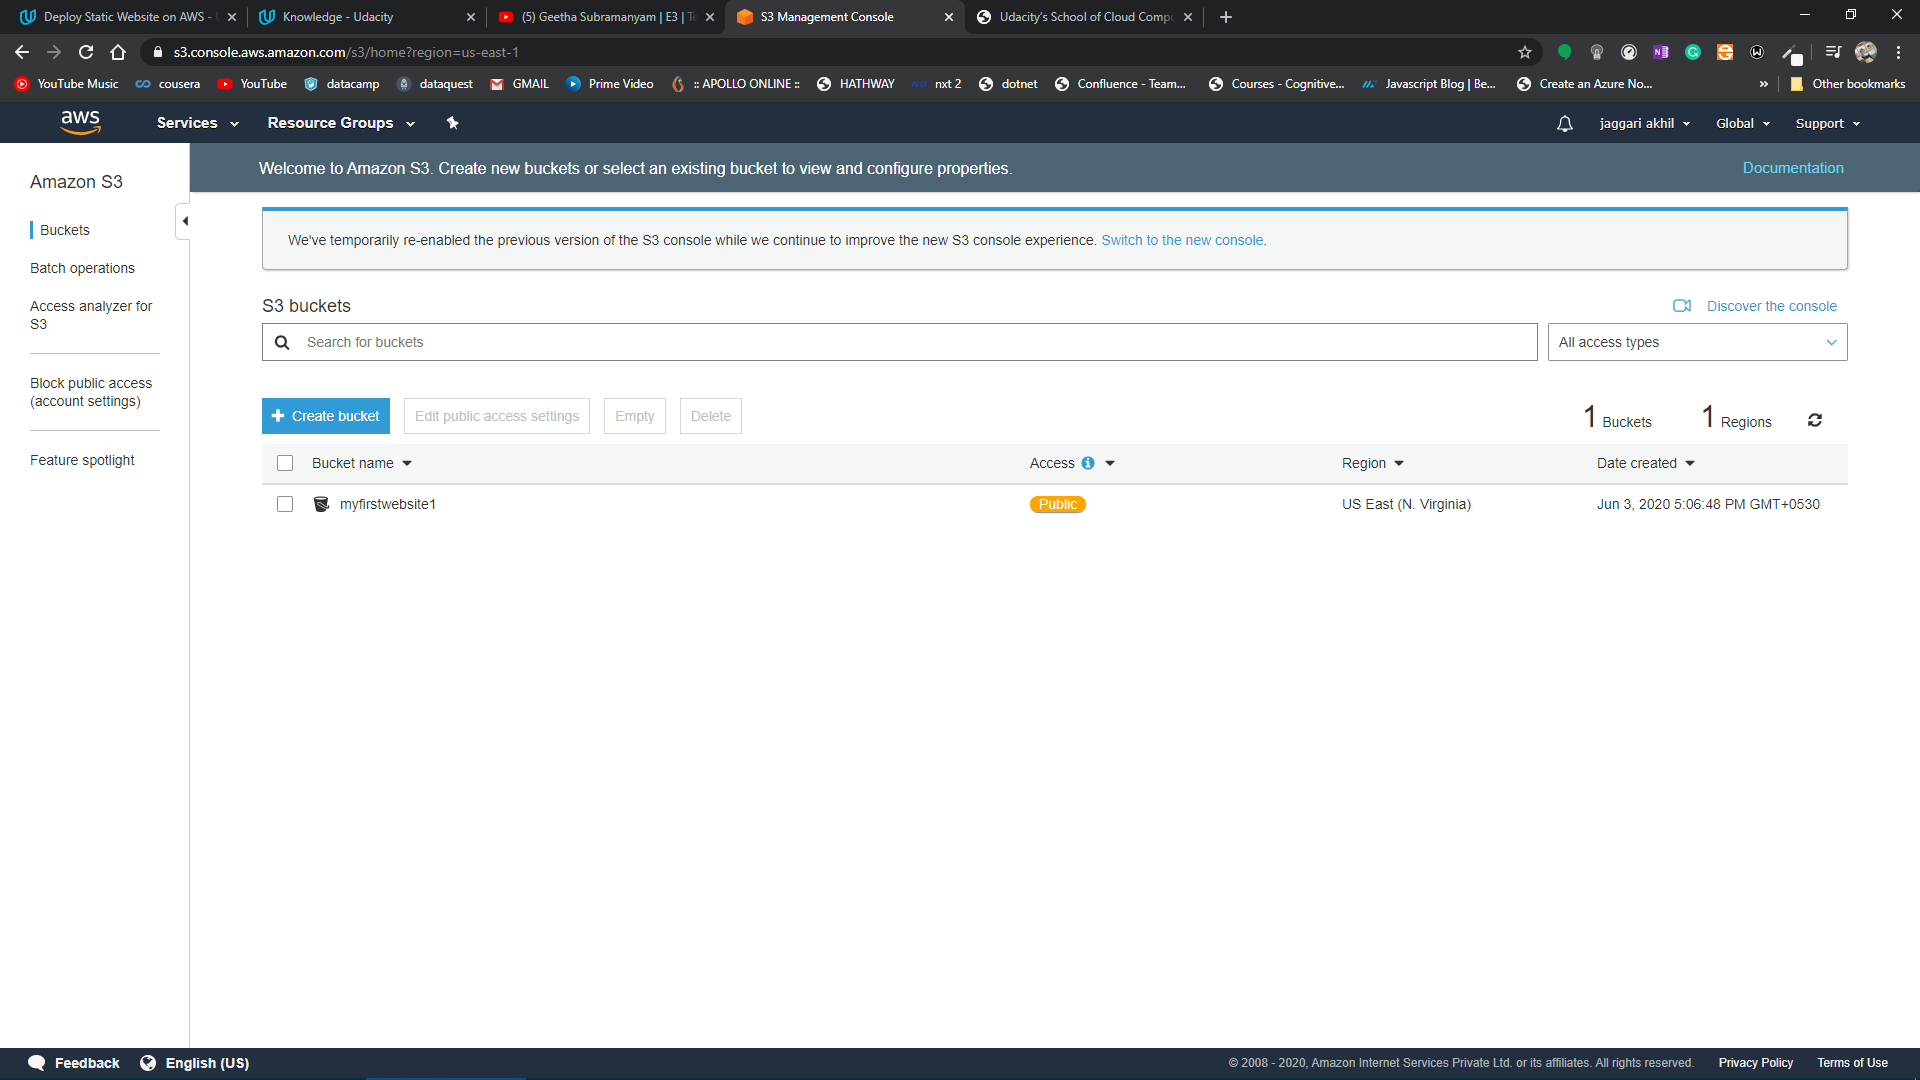 Deploy Static Website on AWS -
Knowledge - Udacity
(5) Geetha Subramanyam | E3 |
S3 Management Console
Udacity's School of Cloud Compu
s3.console.aws.amazon.com/s3/home?region=us-east-1
YouTube Music
cousera
YouTube
datacamp
dataquest
GMAIL
Prime Video
:: APOLLO ONLINE ::
HATHWAY
nxt 2
dotnet
Confluence - Team...
Courses - Cognitive...
Javascript Blog | Be...
Create an Azure No...
»
Other bookmarks
aws
Services
Resource Groups
jaggari akhil
Global
Support
Amazon S3
Buckets
Batch operations
Access analyzer for
S3
Block public access
(account settings)
Feature spotlight
Welcome to Amazon S3. Create new buckets or select an existing bucket to view and configure properties.
Documentation
We've temporarily re-enabled the previous version of the S3 console while we continue to improve the new S3 console experience. Switch to the new console.
S3 buckets
Discover the console
Search for buckets
All access types
+ Create bucket
Edit public access settings
Empty
Delete
1 Buckets
1 Regions
Bucket name
Access
Region
Date created
myfirstwebsite1
Public
US East (N. Virginia)
Jun 3, 2020 5:06:48 PM GMT+0530
Feedback
English (US)
© 2008 - 2020, Amazon Internet Services Private Ltd. or its affiliates. All rights reserved.
Privacy Policy
Terms of Use